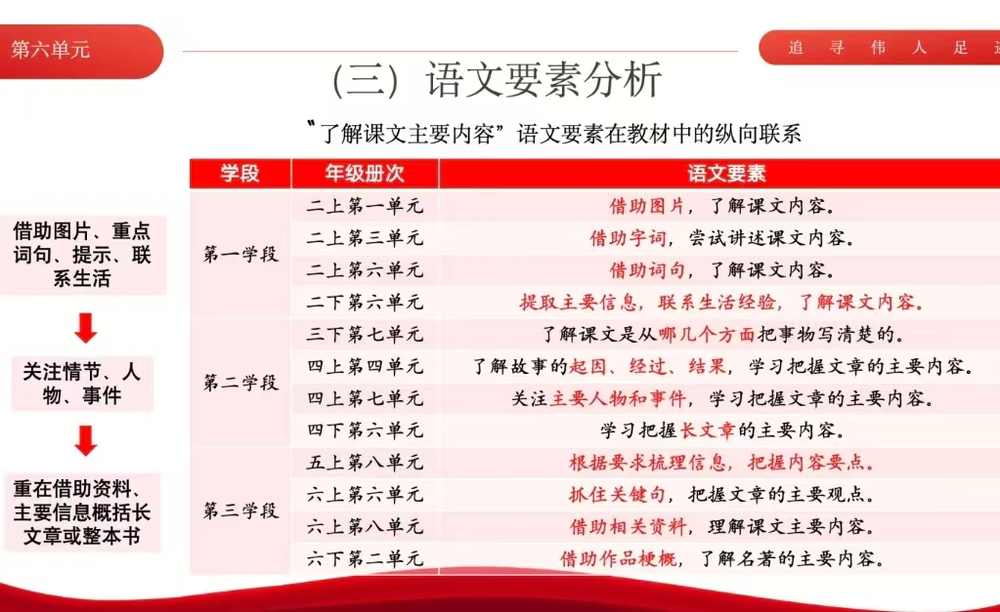 第六单元
追寻伟人足
（三）语文要素分析
“了解课文主要内容”语文要素在教材中的纵向联系
学段 年级册次 语文要素
第一学段
二上第一单元 借助图片，了解课文内容。
二上第三单元 借助字词，尝试讲述课文内容。
二上第六单元 借助词句，了解课文内容。
二下第六单元 提取主要信息，联系生活经验，了解课文内容。
第二学段
三下第七单元 了解课文是从哪几个方面把事物写清楚的。
四上第四单元 了解故事的起因、经过、结果，学习把握文章的主要内容。
四上第七单元 关注主要人物和事件，学习把握文章的主要内容。
四下第六单元 学习把握长文章的主要内容。
第三学段
五上第八单元 根据要求梳理信息，把握内容要点。
六上第六单元 抓住关键句，把握文章的主要观点。
六上第八单元 借助相关资料，理解课文主要内容。
六下第二单元 借助作品梗概，了解名著的主要内容。
借助图片、重点
词句、提示、联
系生活
关注情节、人
物、事件
重在借助资料、
主要信息概括长
文章或整本书